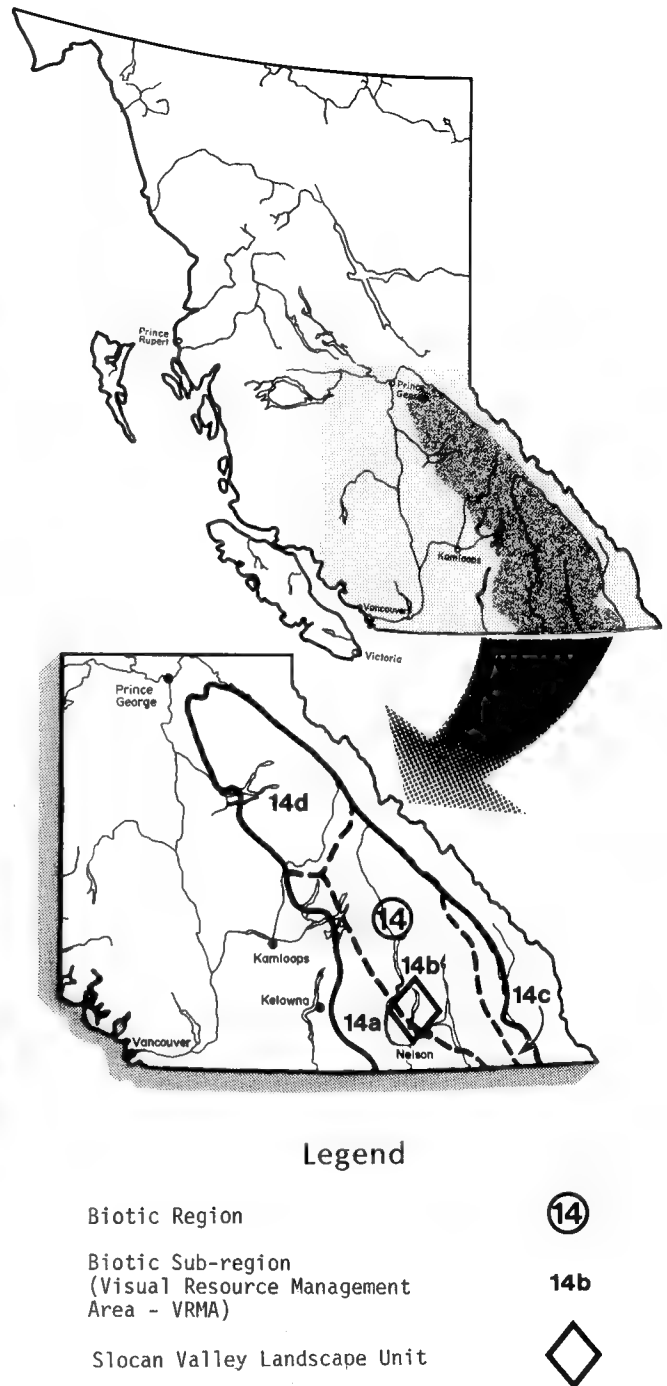 Prince
Rupert
Prince
George
Kamloops
Vancouver
Victoria
Prince
George
14d
14
Kamloops
14b
Kelowna
14a
14c
Vancouver
Nelson
Legend
Biotic Region
14
Biotic Sub-region
(Visual Resource Management
Area - VRMA)
14b
Slocan Valley Landscape Unit